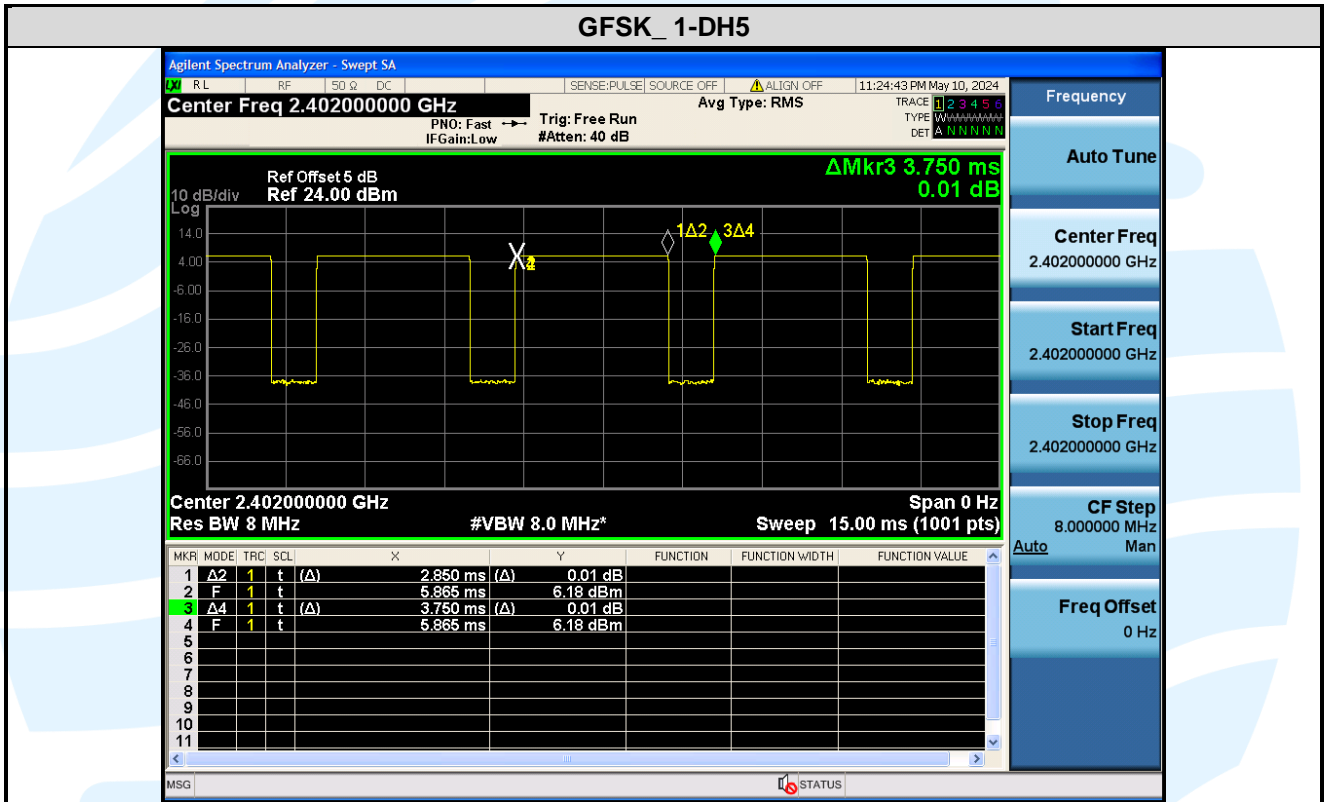 GFSK_ 1-DH5
Agilent Spectrum Analyzer - Swept SA
LXI RL RF 50 Ω DC SENSE:PULSE SOURCE OFF ALIGN OFF 11:24:43 PM May 10, 2024
Center Freq 2.402000000 GHz
PNO: Fast
IFGain:Low
Trig: Free Run
#Atten: 40 dB
Avg Type: RMS
TRACE 1 2 3 4 5 6
TYPE W
DET A N N N N N
Ref Offset 5 dB
10 dB/div Ref 24.00 dBm
Log
ΔMkr3 3.750 ms
0.01 dB
14.0
4.00
-6.00
-16.0
-26.0
-36.0
-46.0
-56.0
-66.0
1Δ2
3Δ4
Center 2.402000000 GHz Span 0 Hz
Res BW 8 MHz #VBW 8.0 MHz* Sweep 15.00 ms (1001 pts)
MKR MODE TRC SCL X Y FUNCTION FUNCTION WIDTH FUNCTION VALUE
1 Δ2 1 t (Δ) 2.850 ms (Δ) 0.01 dB
2 F 1 t 5.865 ms 6.18 dBm
3 Δ4 1 t (Δ) 3.750 ms (Δ) 0.01 dB
4 F 1 t 5.865 ms 6.18 dBm
5
6
7
8
9
10
11
MSG STATUS
Frequency
Auto Tune
Center Freq
2.402000000 GHz
Start Freq
2.402000000 GHz
Stop Freq
2.402000000 GHz
CF Step
8.000000 MHz
Auto Man
Freq Offset
0 Hz